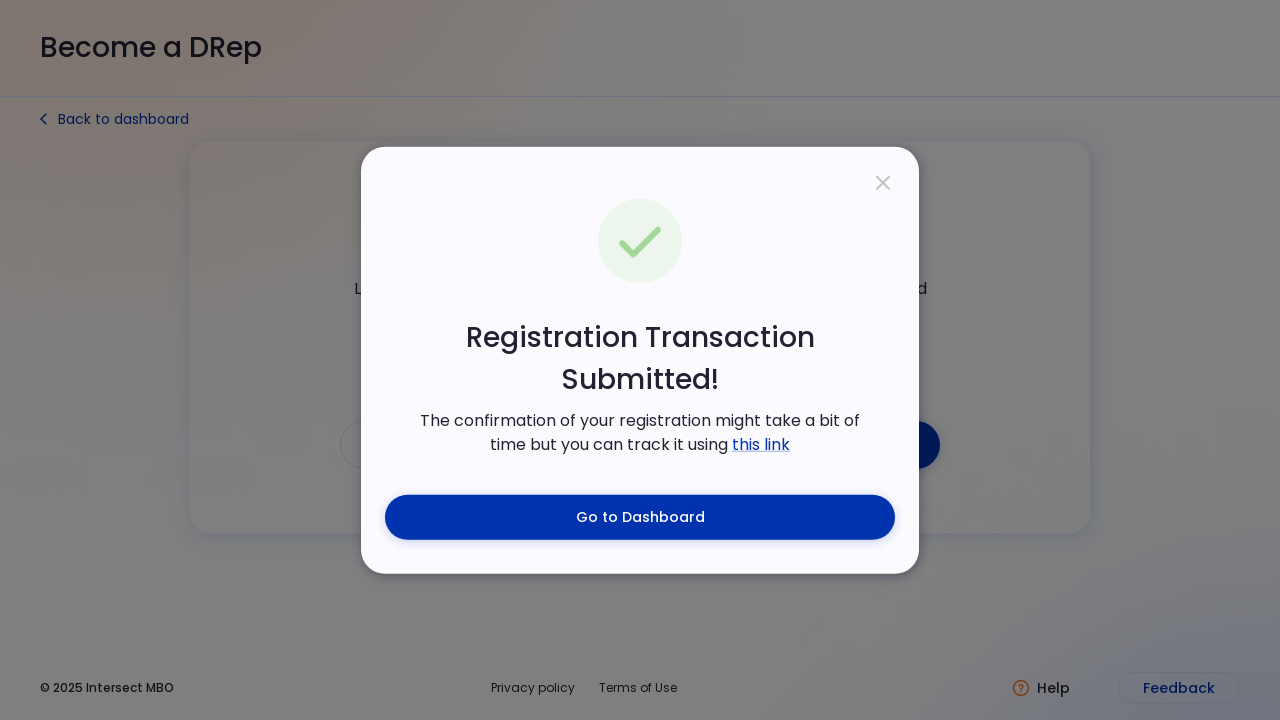 Become a DRep
Back to dashboard
Registration Transaction
Submitted!
The confirmation of your registration might take a bit of
time but you can track it using this link
Go to Dashboard
© 2025 Intersect MBO
Privacy policy
Terms of Use
Help
Feedback